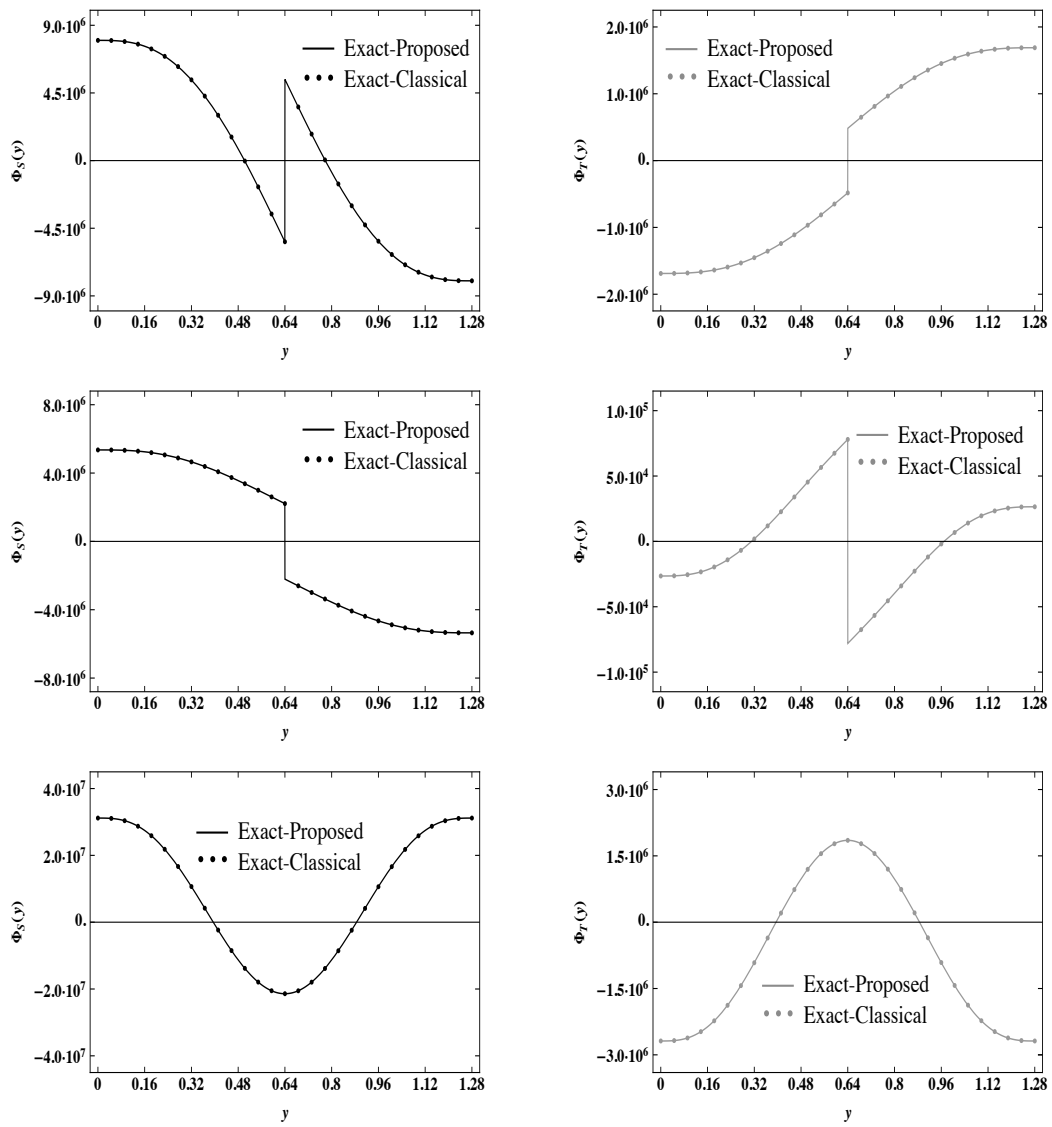 9.0·10⁶
4.5·10⁶
0.
−4.5·10⁶
−9.0·10⁶
Φ_S(y)
Exact-Proposed
Exact-Classical
0 0.16 0.32 0.48 0.64 0.80 0.96 1.12 1.28
y
2.0·10⁶
1.0·10⁶
0.
−1.0·10⁶
−2.0·10⁶
Φ_T(y)
Exact-Proposed
Exact-Classical
0 0.16 0.32 0.48 0.64 0.80 0.96 1.12 1.28
y
8.0·10⁶
4.0·10⁶
0.
−4.0·10⁶
−8.0·10⁶
Φ_S(y)
Exact-Proposed
Exact-Classical
0 0.16 0.32 0.48 0.64 0.80 0.96 1.12 1.28
y
1.0·10⁵
5.0·10⁴
0.
−5.0·10⁴
−1.0·10⁵
Φ_T(y)
Exact-Proposed
Exact-Classical
0 0.16 0.32 0.48 0.64 0.80 0.96 1.12 1.28
y
4.0·10⁷
2.0·10⁷
0.
−2.0·10⁷
−4.0·10⁷
Φ_S(y)
Exact-Proposed
Exact-Classical
0 0.16 0.32 0.48 0.64 0.80 0.96 1.12 1.28
y
3.0·10⁶
1.5·10⁶
0.
−1.5·10⁶
−3.0·10⁶
Φ_T(y)
Exact-Proposed
Exact-Classical
0 0.16 0.32 0.48 0.64 0.80 0.96 1.12 1.28
y